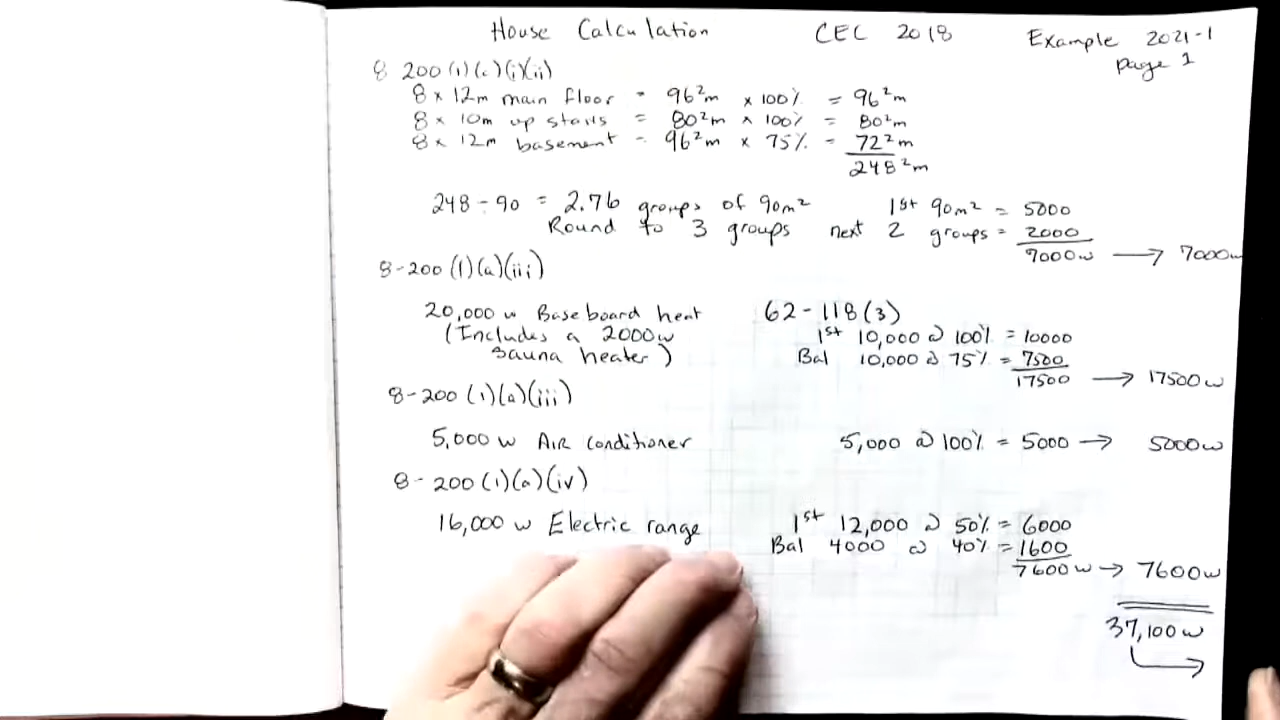 House Calculation CEC 2018 Example 2021-1
page 1
8 200 (1)(a)(i)(ii)
8 x 12m main floor = 96²m x 100% = 96²m
8 x 10m up stairs = 80²m x 100% = 80²m
8 x 12m basement = 96²m x 75% = 72²m
248²m
248 ÷ 90 = 2.76 groups of 90m² 1st 90m² = 5000
Round to 3 groups next 2 groups = 2000
7000w → 7000w
8-200 (1)(a)(iii)
20,000 w Baseboard heat 62-118(3)
(Includes a 2000w 1st 10,000 @ 100% = 10000
sauna heater) Bal 10,000 @ 75% = 7500
17500 → 17500w
8-200 (1)(a)(iii)
5,000 w Air conditioner 5,000 @ 100% = 5000 → 5000w
8-200 (1)(a)(iv)
16,000 w Electric range 1st 12,000 @ 50% = 6000
Bal 4000 @ 40% = 1600
7600w → 7600w
37,100w